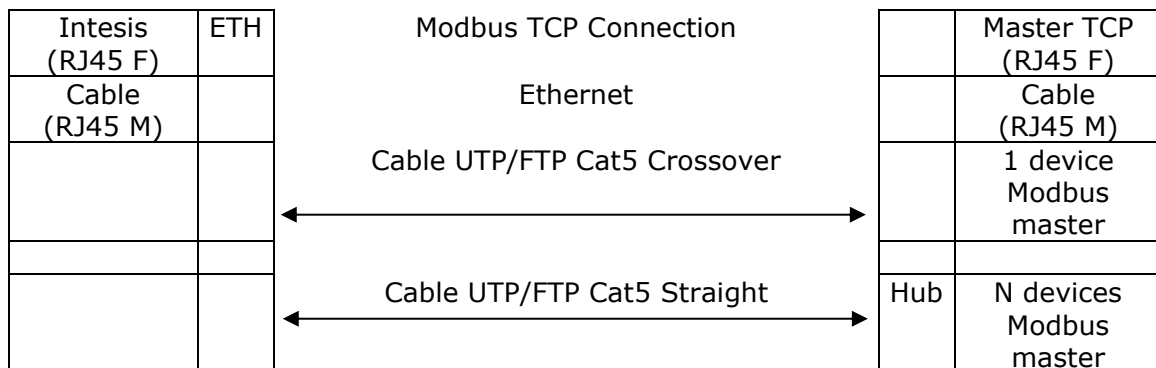 Intesis ETH Modbus TCP Connection Master TCP
(RJ45 F) (RJ45 F)
Cable Ethernet Cable
(RJ45 M) (RJ45 M)
Cable UTP/FTP Cat5 Crossover 1 device
Modbus
master
Cable UTP/FTP Cat5 Straight Hub N devices
Modbus
master